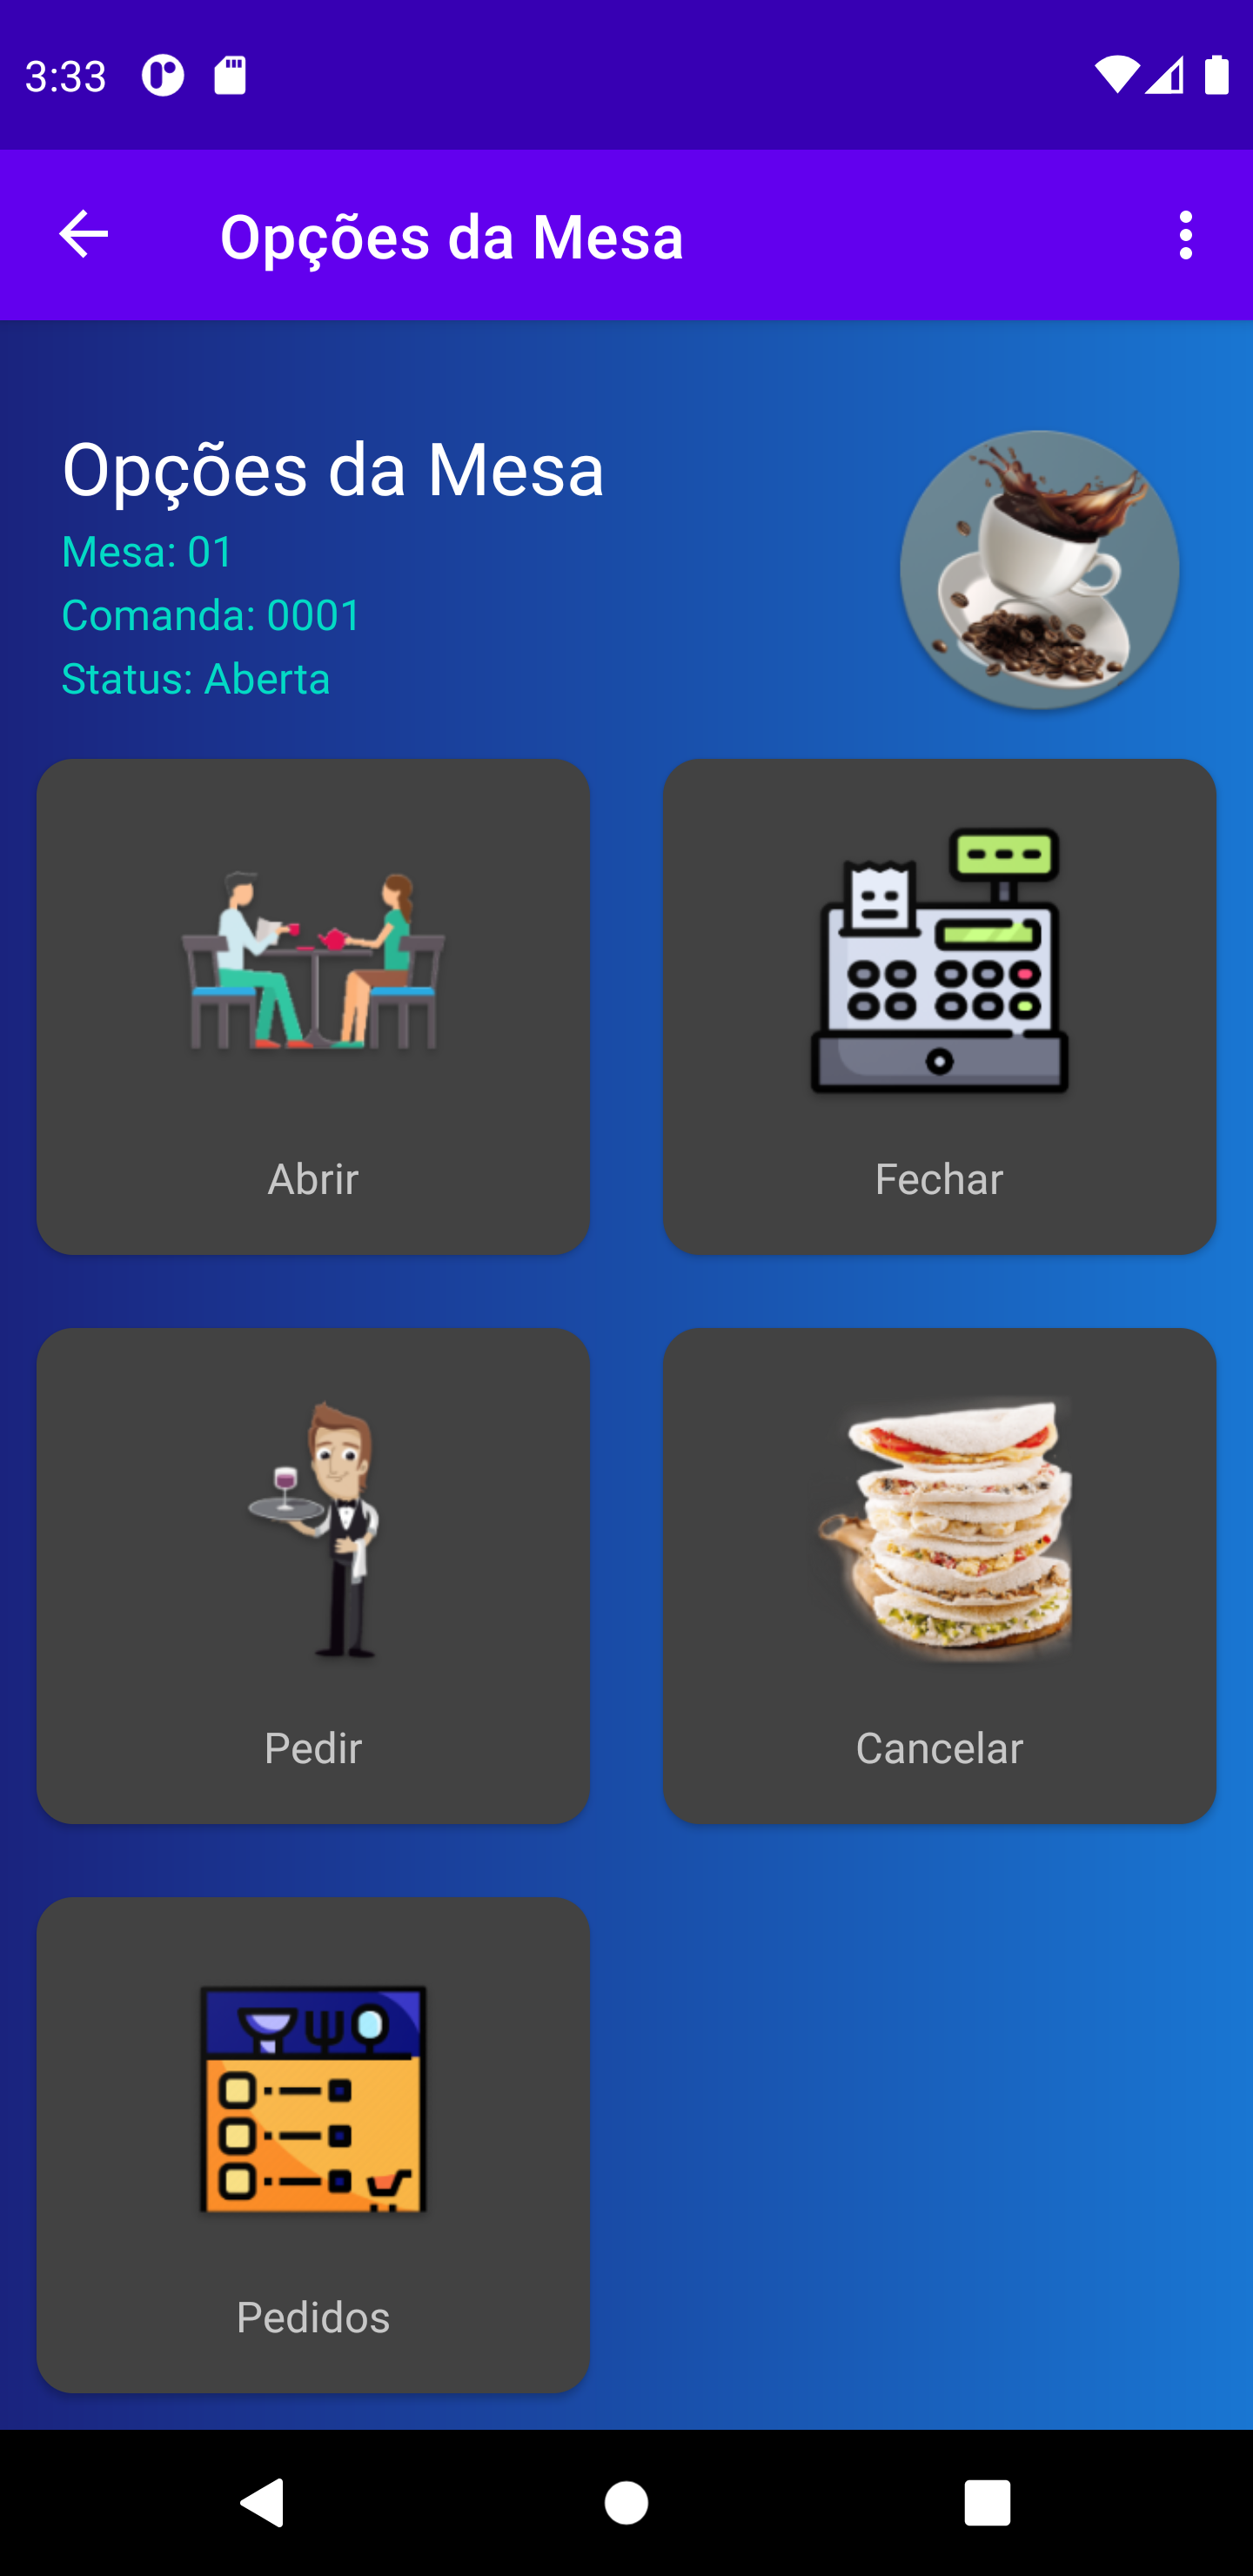 3:33
Opções da Mesa
Opções da Mesa
Mesa: 01
Comanda: 0001
Status: Aberta
Abrir
Fechar
Pedir
Cancelar
Pedidos